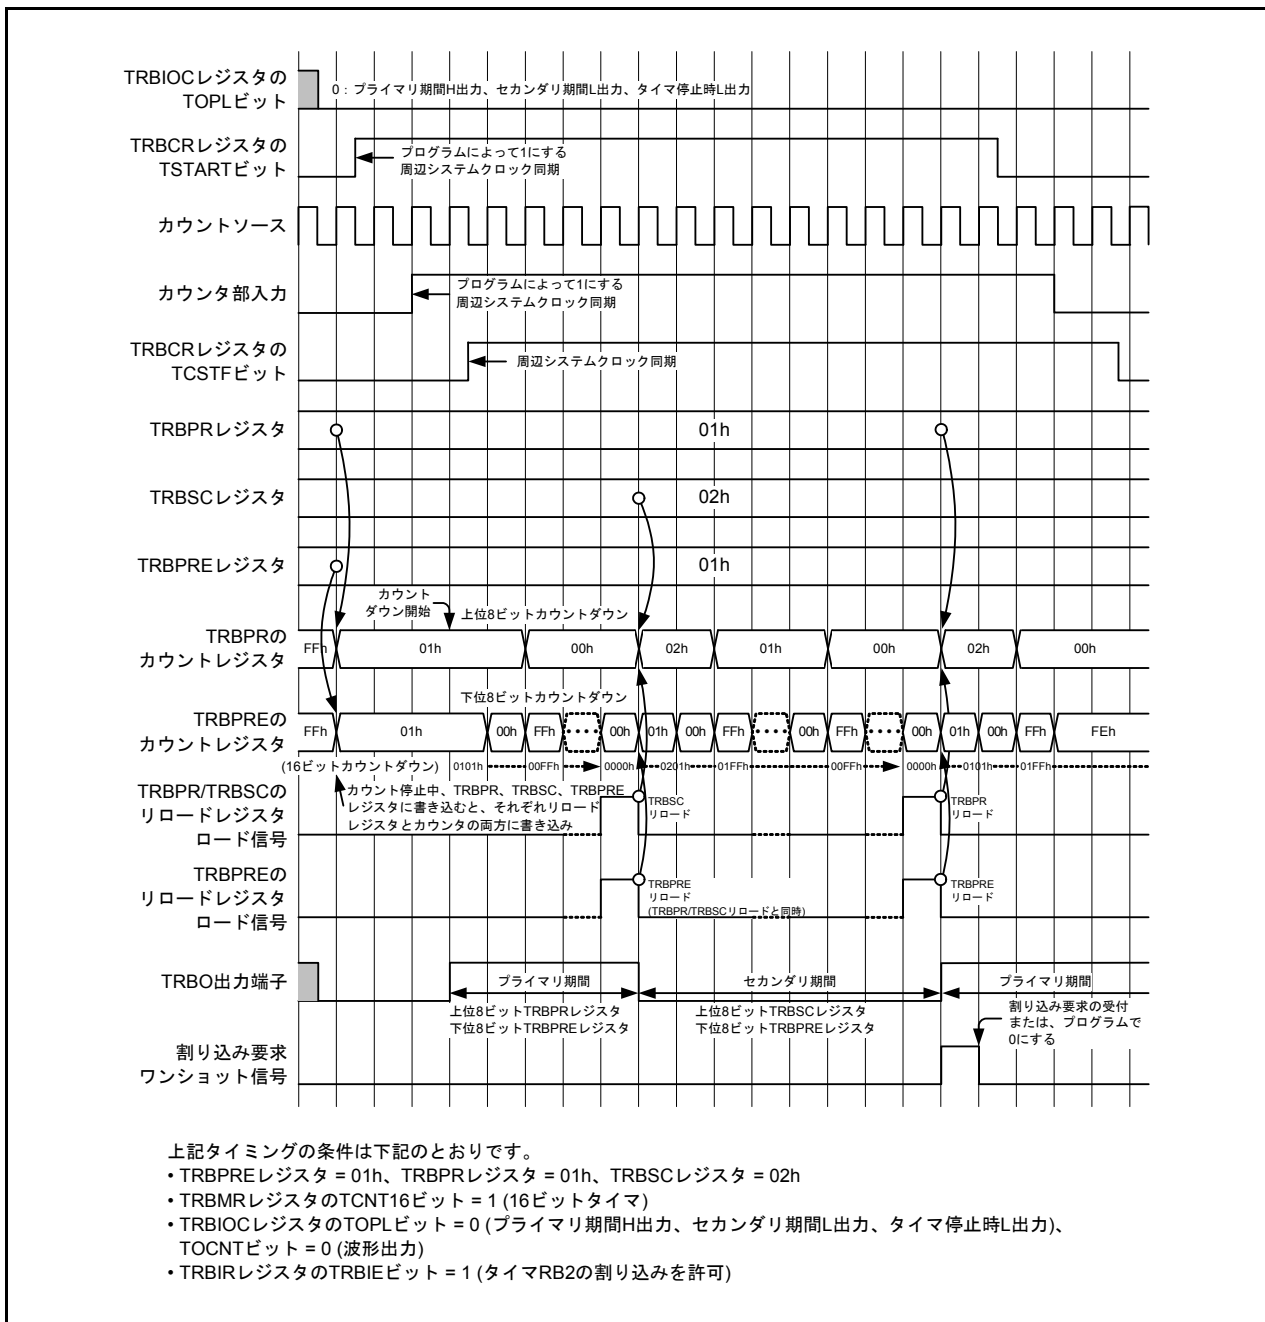 TRBIOCレジスタの
TOPLビット
0：プライマリ期間H出力、セカンダリ期間L出力、タイマ停止時L出力
TRBCRレジスタの
TSTARTビット
プログラムによって1にする
周辺システムクロック同期
カウントソース
カウンタ部入力
プログラムによって1にする
周辺システムクロック同期
TRBCRレジスタの
TCSTFビット
周辺システムクロック同期
TRBPRレジスタ
01h
TRBSCレジスタ
02h
TRBPREレジスタ
01h
カウント
ダウン開始
上位8ビットカウントダウン
TRBPRの
カウントレジスタ
FFh 01h 00h 02h 01h 00h 02h 00h
下位8ビットカウントダウン
TRBPREの
カウントレジスタ
FFh 01h 00h FFh ・・・・ 00h 01h 00h FFh ・・・・ 00h FFh ・・・・ 00h 01h 00h FFh FEh
(16ビットカウントダウン) 0101h 00FFh 0000h 0201h 01FFh 00FFh 0000h 0101h 01FFh
TRBPR/TRBSCの
リロードレジスタ
ロード信号
カウント停止中、TRBPR、TRBSC、TRBPRE
レジスタに書き込むと、それぞれリロード
レジスタとカウンタの両方に書き込み
TRBSC
リロード
TRBPR
リロード
TRBPREの
リロードレジスタ
ロード信号
TRBPRE
リロード
(TRBPR/TRBSCリロードと同時)
TRBPRE
リロード
TRBO出力端子
プライマリ期間
セカンダリ期間
プライマリ期間
上位8ビットTRBPRレジスタ
下位8ビットTRBPREレジスタ
上位8ビットTRBSCレジスタ
下位8ビットTRBPREレジスタ
割り込み要求の受付
または、プログラムで
0にする
割り込み要求
ワンショット信号
上記タイミングの条件は下記のとおりです。
• TRBPREレジスタ = 01h、TRBPRレジスタ = 01h、TRBSCレジスタ = 02h
• TRBMRレジスタのTCNT16ビット = 1 (16ビットタイマ)
• TRBIOCレジスタのTOPLビット = 0 (プライマリ期間H出力、セカンダリ期間L出力、タイマ停止時L出力)、
TOCNTビット = 0 (波形出力)
• TRBIRレジスタのTRBIEビット = 1 (タイマRB2の割り込みを許可)